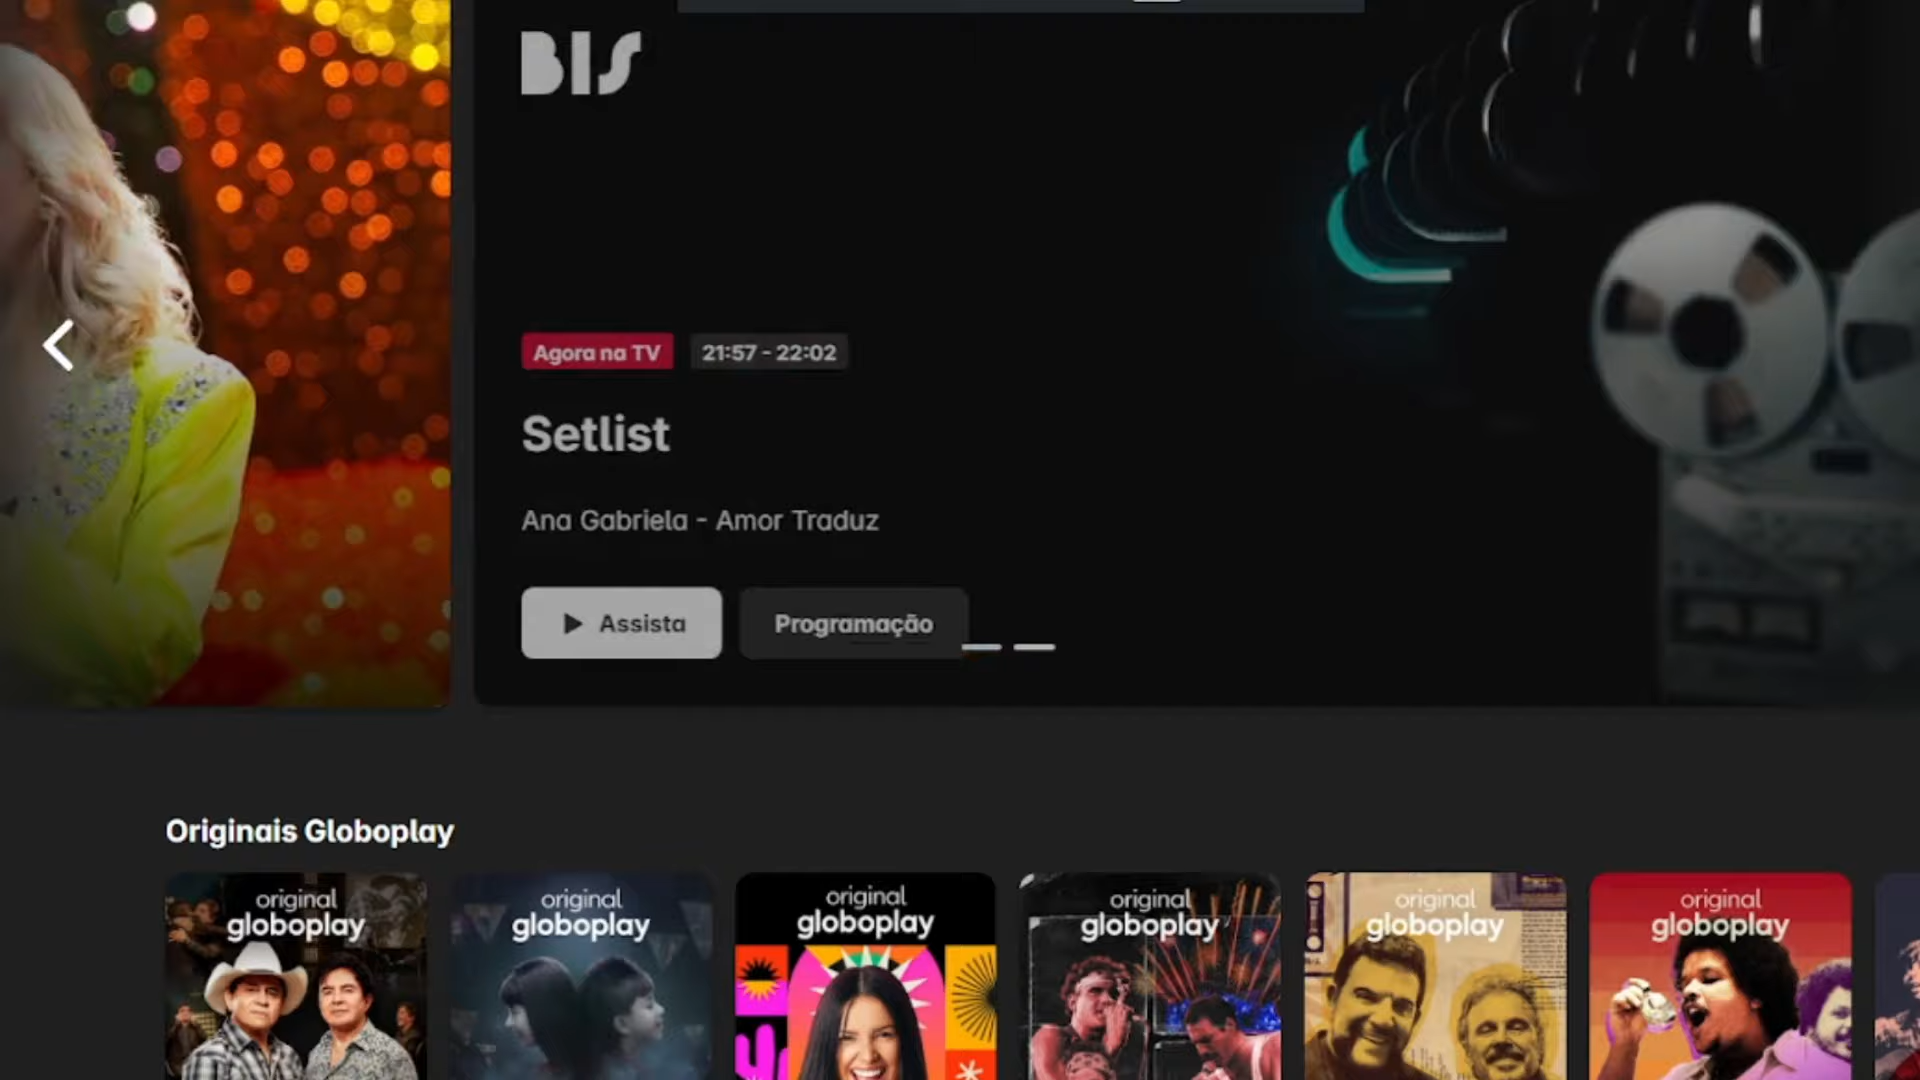 BIS
Agora na TV
21:57 - 22:02
Setlist
Ana Gabriela - Amor Traduz
Assista
Programação
Originais Globoplay
original
globoplay
original
globoplay
original
globoplay
original
globoplay
original
globoplay
original
globoplay